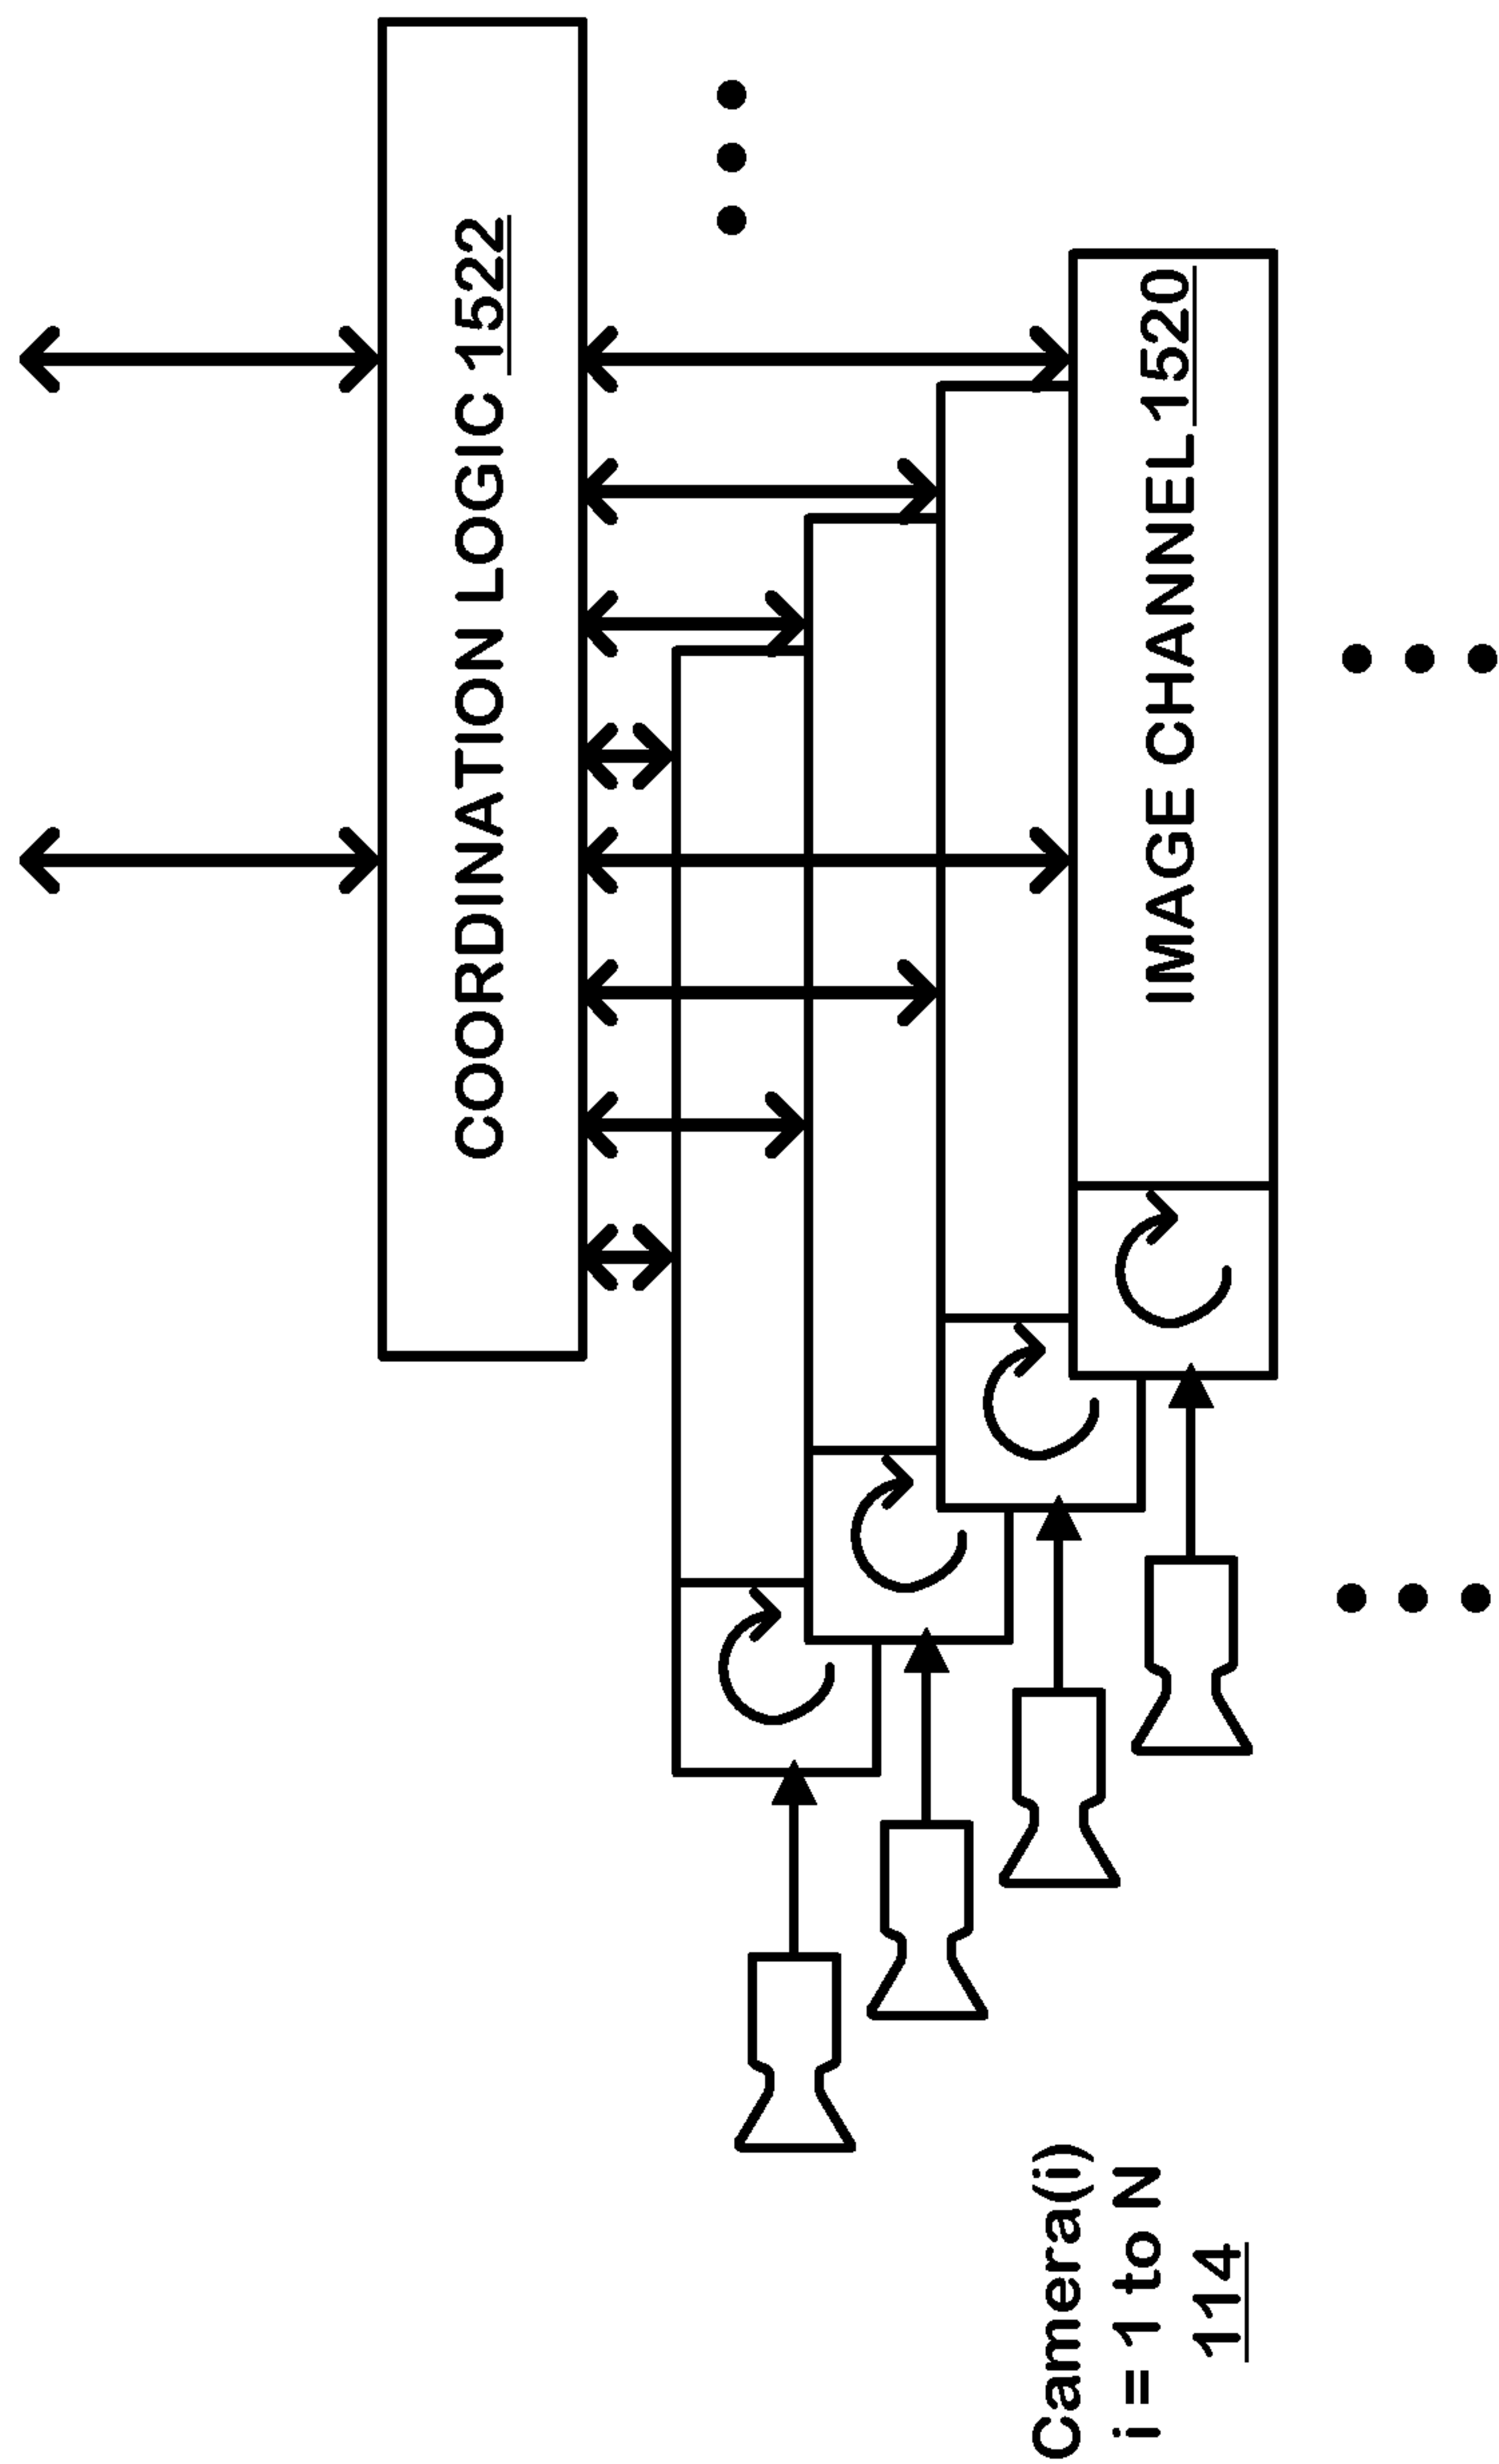 COORDINATION LOGIC 1522
IMAGE CHANNEL 1520
Camera(i)
i = 1 to N
114